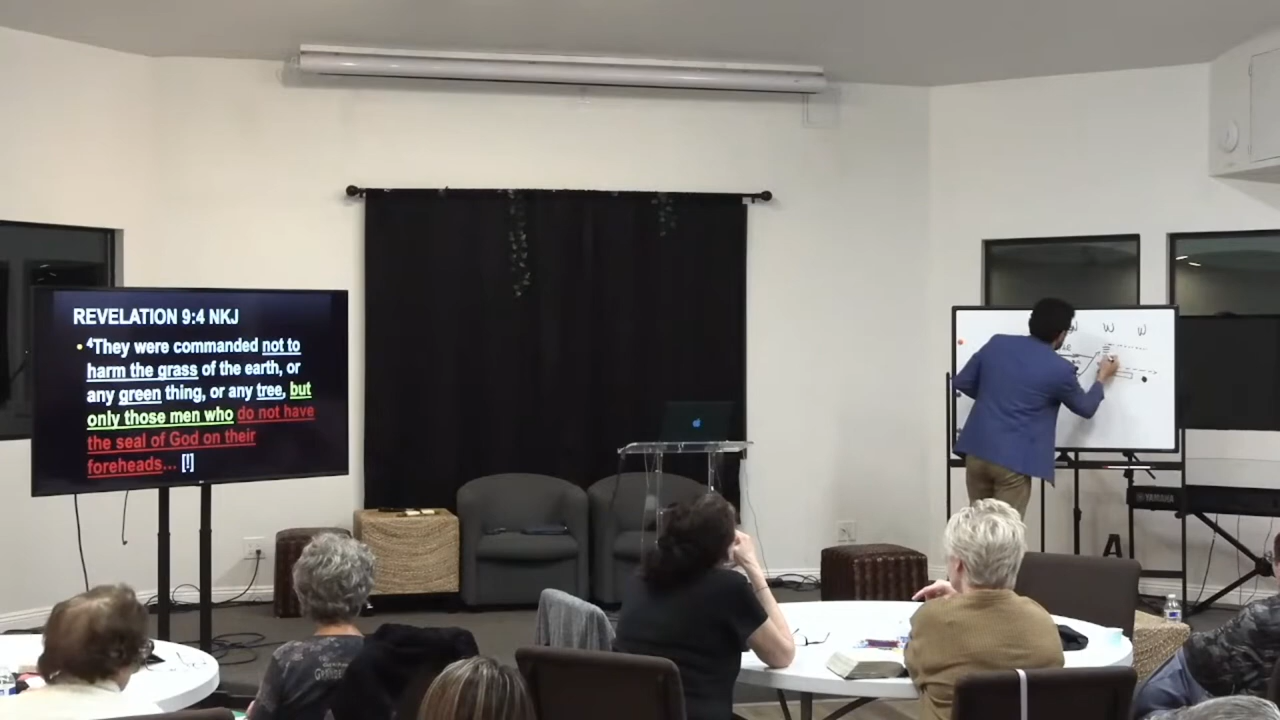 REVELATION 9:4 NKJ
• ⁴They were commanded not to
harm the grass of the earth, or
any green thing, or any tree, but
only those men who do not have
the seal of God on their
foreheads... [!]
W W
YAMAHA